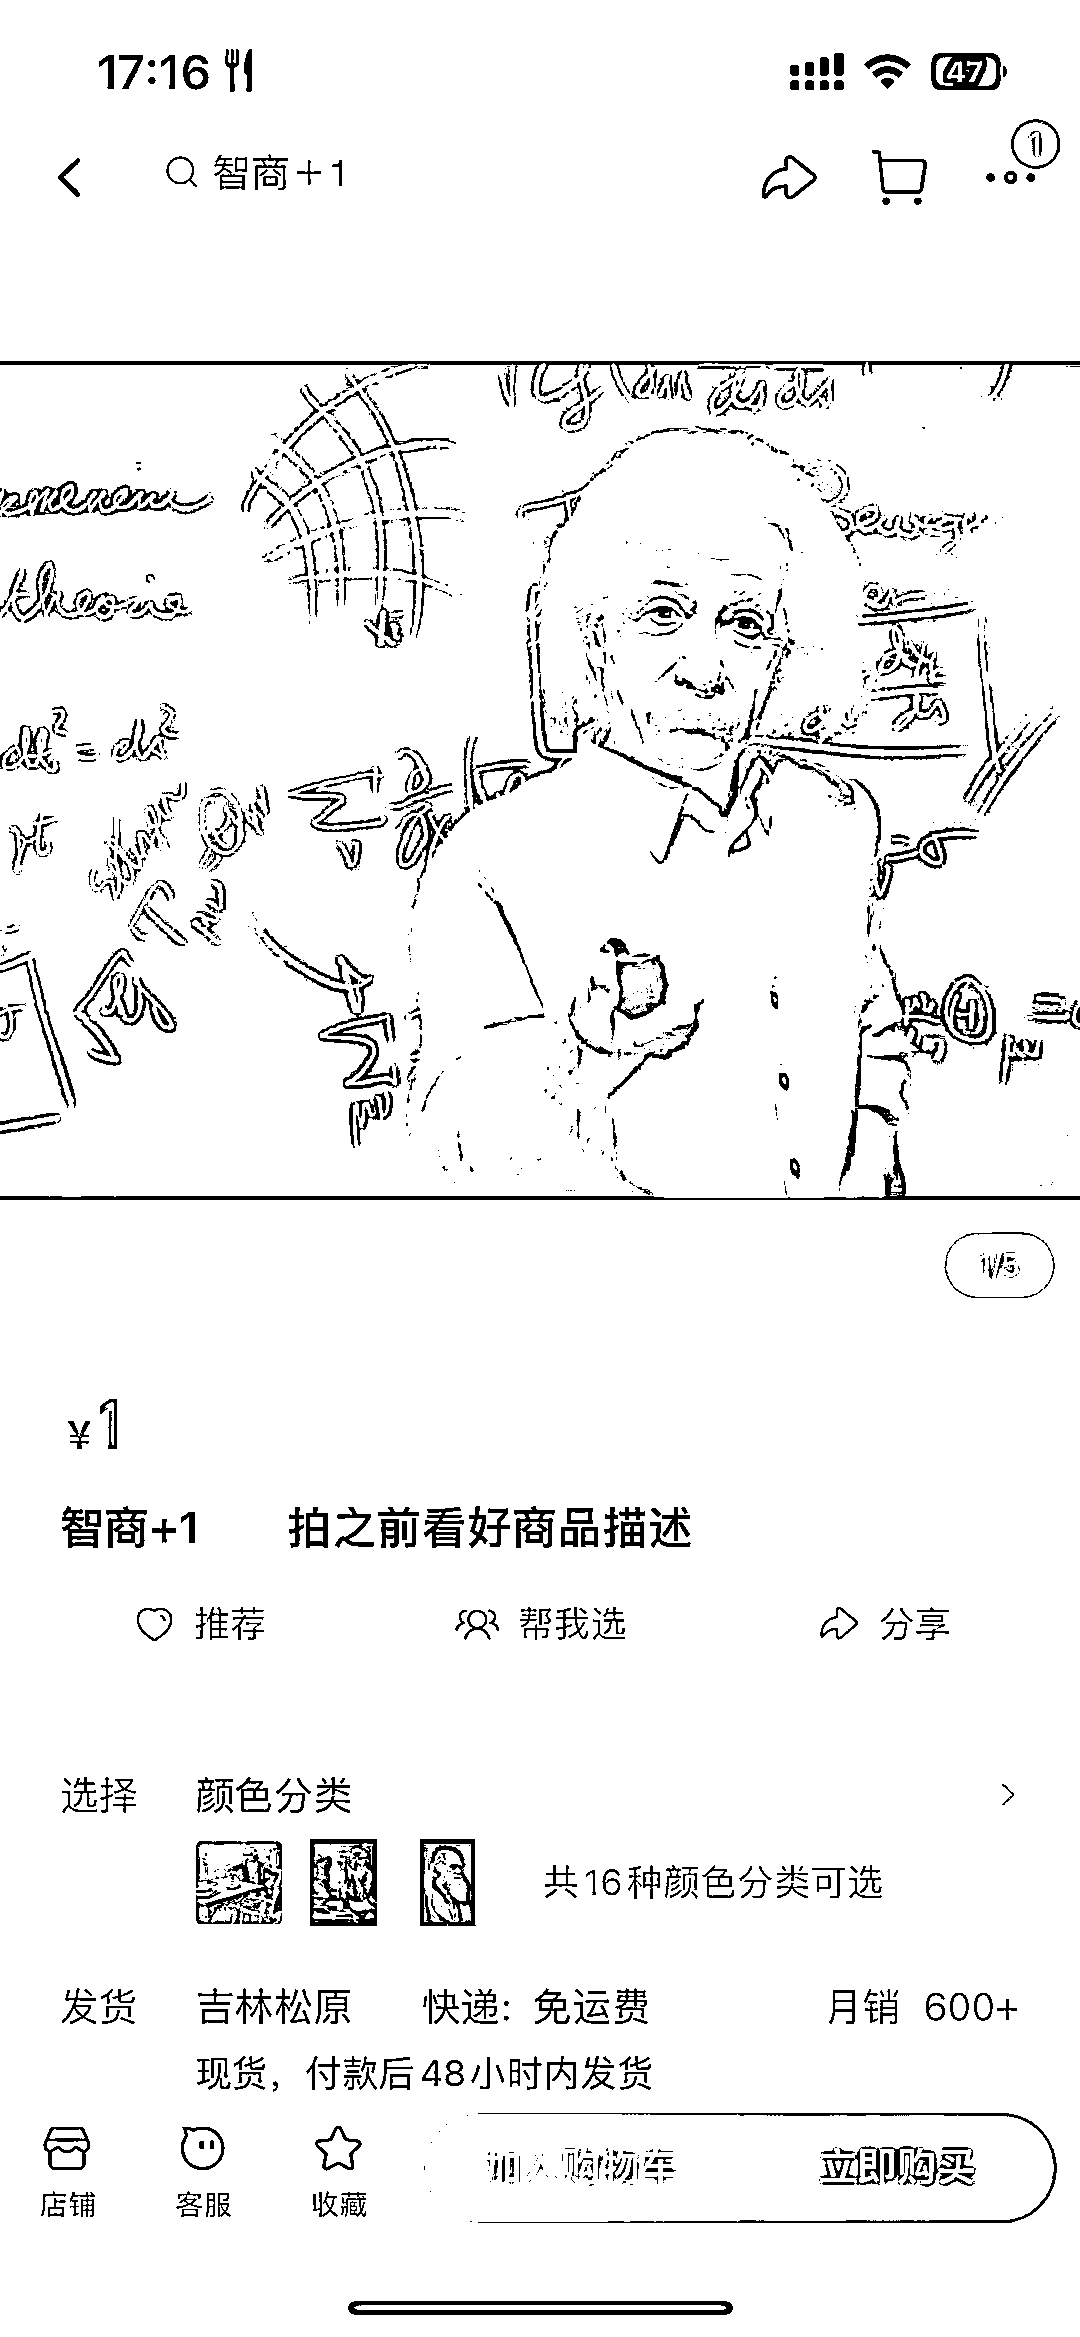 17:16
47
智商+1
1
theorie
dt² = ds²
1/5
¥1
智商+1 拍之前看好商品描述
推荐 帮我选 分享
选择 颜色分类
共16种颜色分类可选
发货 吉林松原 快递: 免运费 月销 600+
现货，付款后48小时内发货
店铺 客服 收藏 加入购物车 立即购买